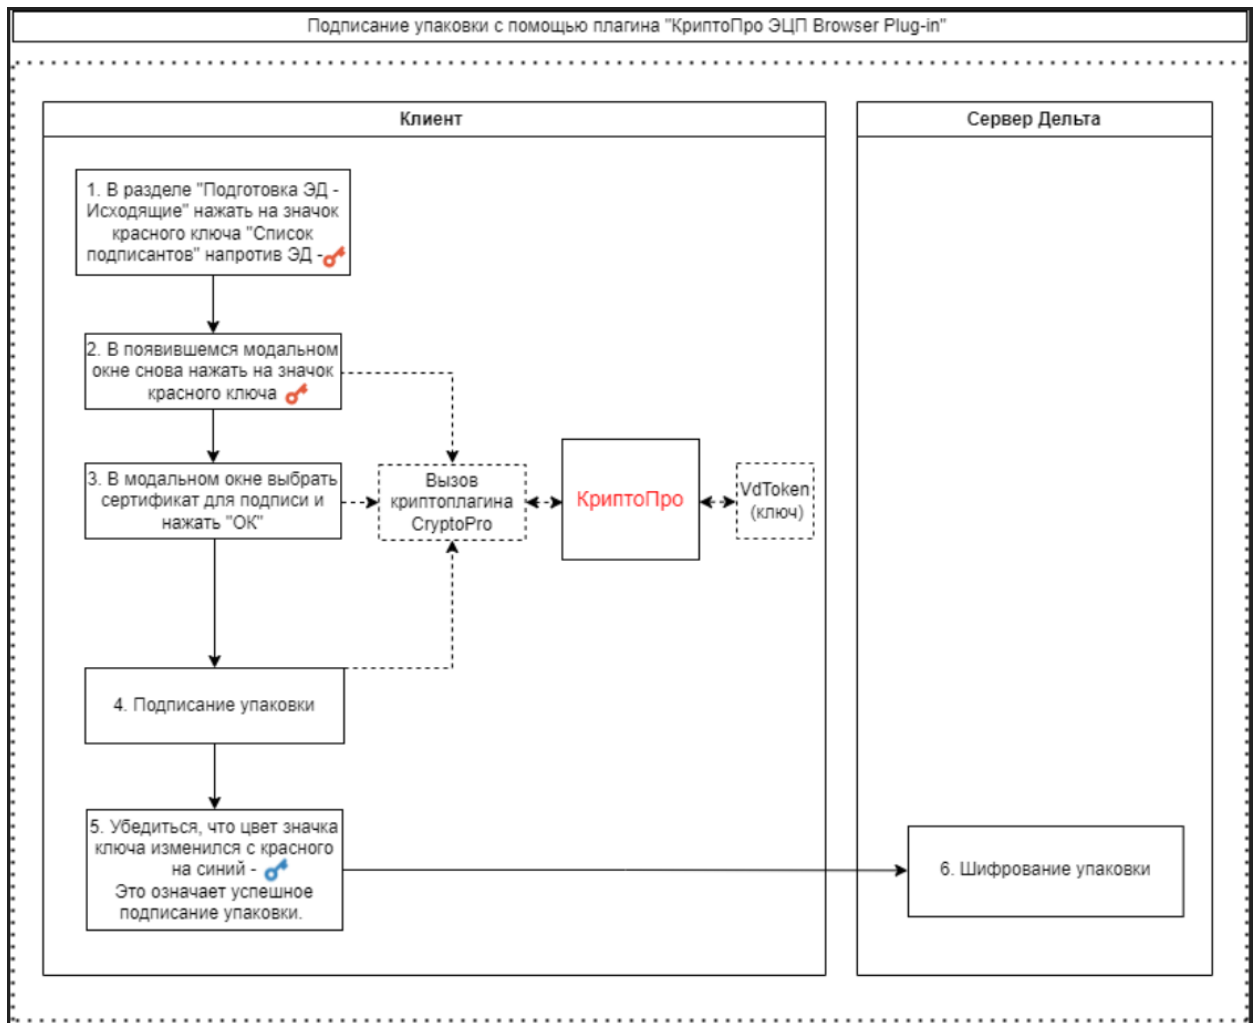 Подписание упаковки с помощью плагина "КриптоПро ЭЦП Browser Plug-in"
Клиент
Сервер Дельта
1. В разделе "Подготовка ЭД -
Исходящие" нажать на значок
красного ключа "Список
подписантов" напротив ЭД -
2. В появившемся модальном
окне снова нажать на значок
красного ключа
3. В модальном окне выбрать
сертификат для подписи и
нажать "ОК"
Вызов
криптоплагина
CryptoPro
КриптоПро
VdToken
(ключ)
4. Подписание упаковки
5. Убедиться, что цвет значка
ключа изменился с красного
на синий -
Это означает успешное
подписание упаковки.
6. Шифрование упаковки